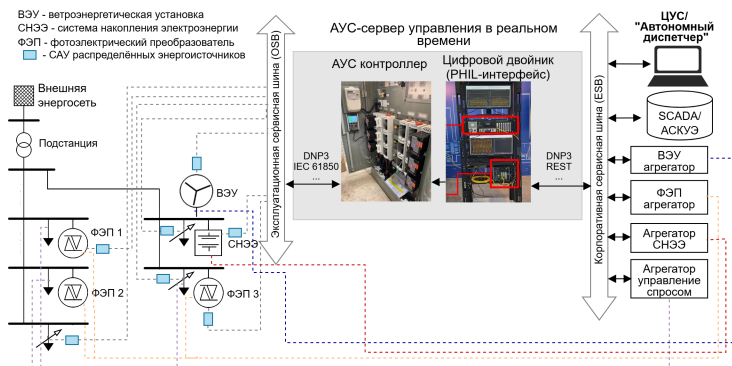 ВЭУ - ветроэнергетическая установка
СНЭЭ - система накопления электроэнергии
ФЭП - фотоэлектрический преобразователь
- САУ распределённых энергоисточников
Внешняя
энергосеть
Подстанция
ФЭП 1
ФЭП 2
ВЭУ
СНЭЭ
ФЭП 3
Эксплуатационная сервисная шина (OSB)
АУС-сервер управления в реальном
времени
АУС контроллер
Цифровой двойник
(PHIL-интерфейс)
DNP3
IEC 61850
...
DNP3
REST
...
Корпоративная сервисная шина (ESB)
ЦУС/
"Автономный
диспетчер"
SCADA/
АСКУЭ
ВЭУ
агрегатор
ФЭП
агрегатор
Агрегатор
СНЭЭ
Агрегатор
управление
спросом